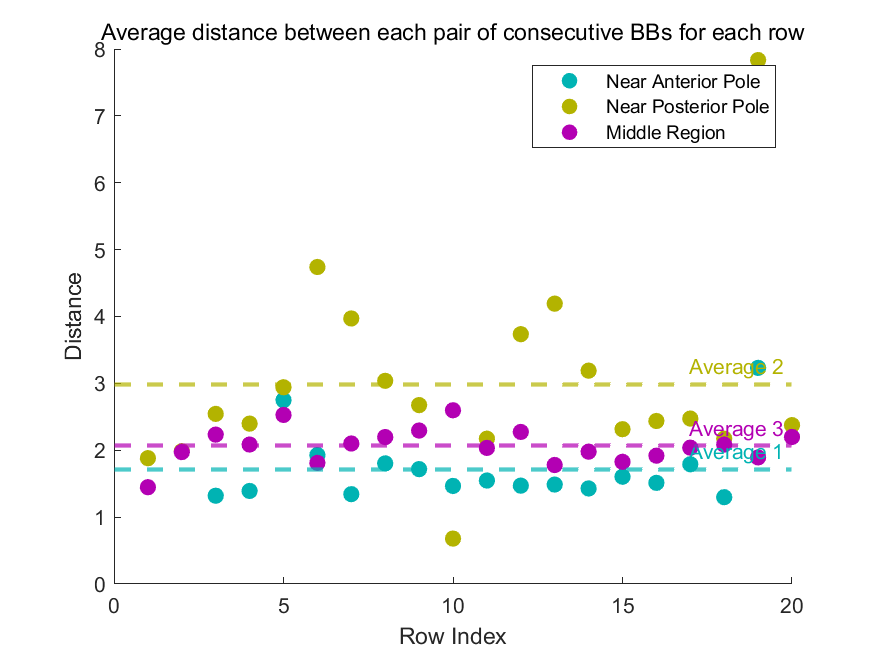 Average distance between each pair of consecutive BBs for each row
8
7
6
5
4
3
2
1
0
Distance
Near Anterior Pole
Near Posterior Pole
Middle Region
Average 2
Average 3
Average 1
0 5 10 15 20
Row Index